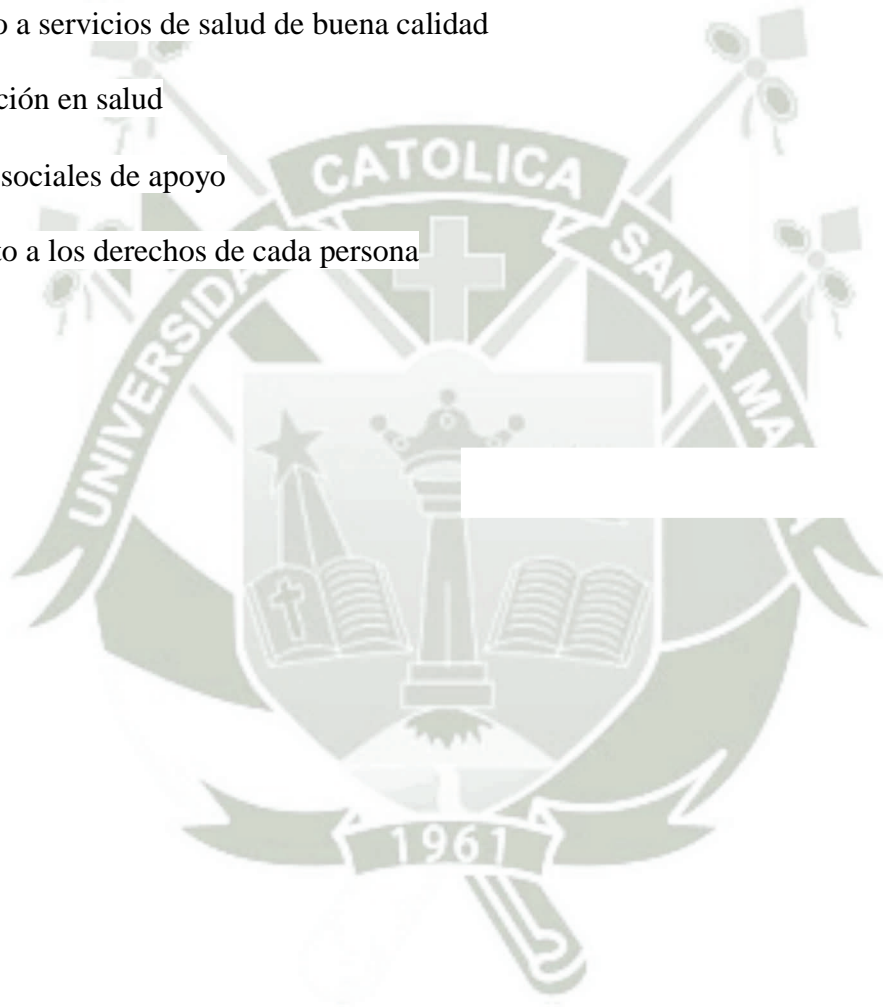 o a servicios de salud de buena calidad
ción en salud
sociales de apoyo
to a los derechos de cada persona
CATOLICA
UNIVERSIDAD
SANTA MA
1961